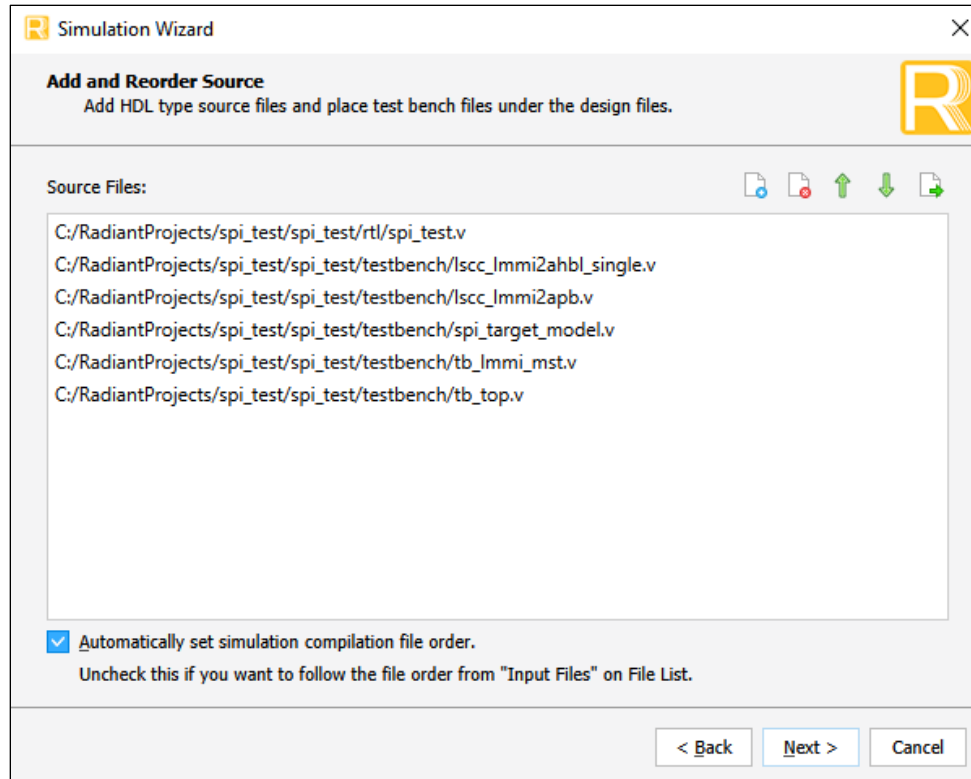 Simulation Wizard
Add and Reorder Source
Add HDL type source files and place test bench files under the design files.
Source Files:
C:/RadiantProjects/spi_test/spi_test/rtl/spi_test.v
C:/RadiantProjects/spi_test/spi_test/testbench/lscc_lmmi2ahbl_single.v
C:/RadiantProjects/spi_test/spi_test/testbench/lscc_lmmi2apb.v
C:/RadiantProjects/spi_test/spi_test/testbench/spi_target_model.v
C:/RadiantProjects/spi_test/spi_test/testbench/tb_lmmi_mst.v
C:/RadiantProjects/spi_test/spi_test/testbench/tb_top.v
Automatically set simulation compilation file order.
Uncheck this if you want to follow the file order from "Input Files" on File List.
< Back Next > Cancel